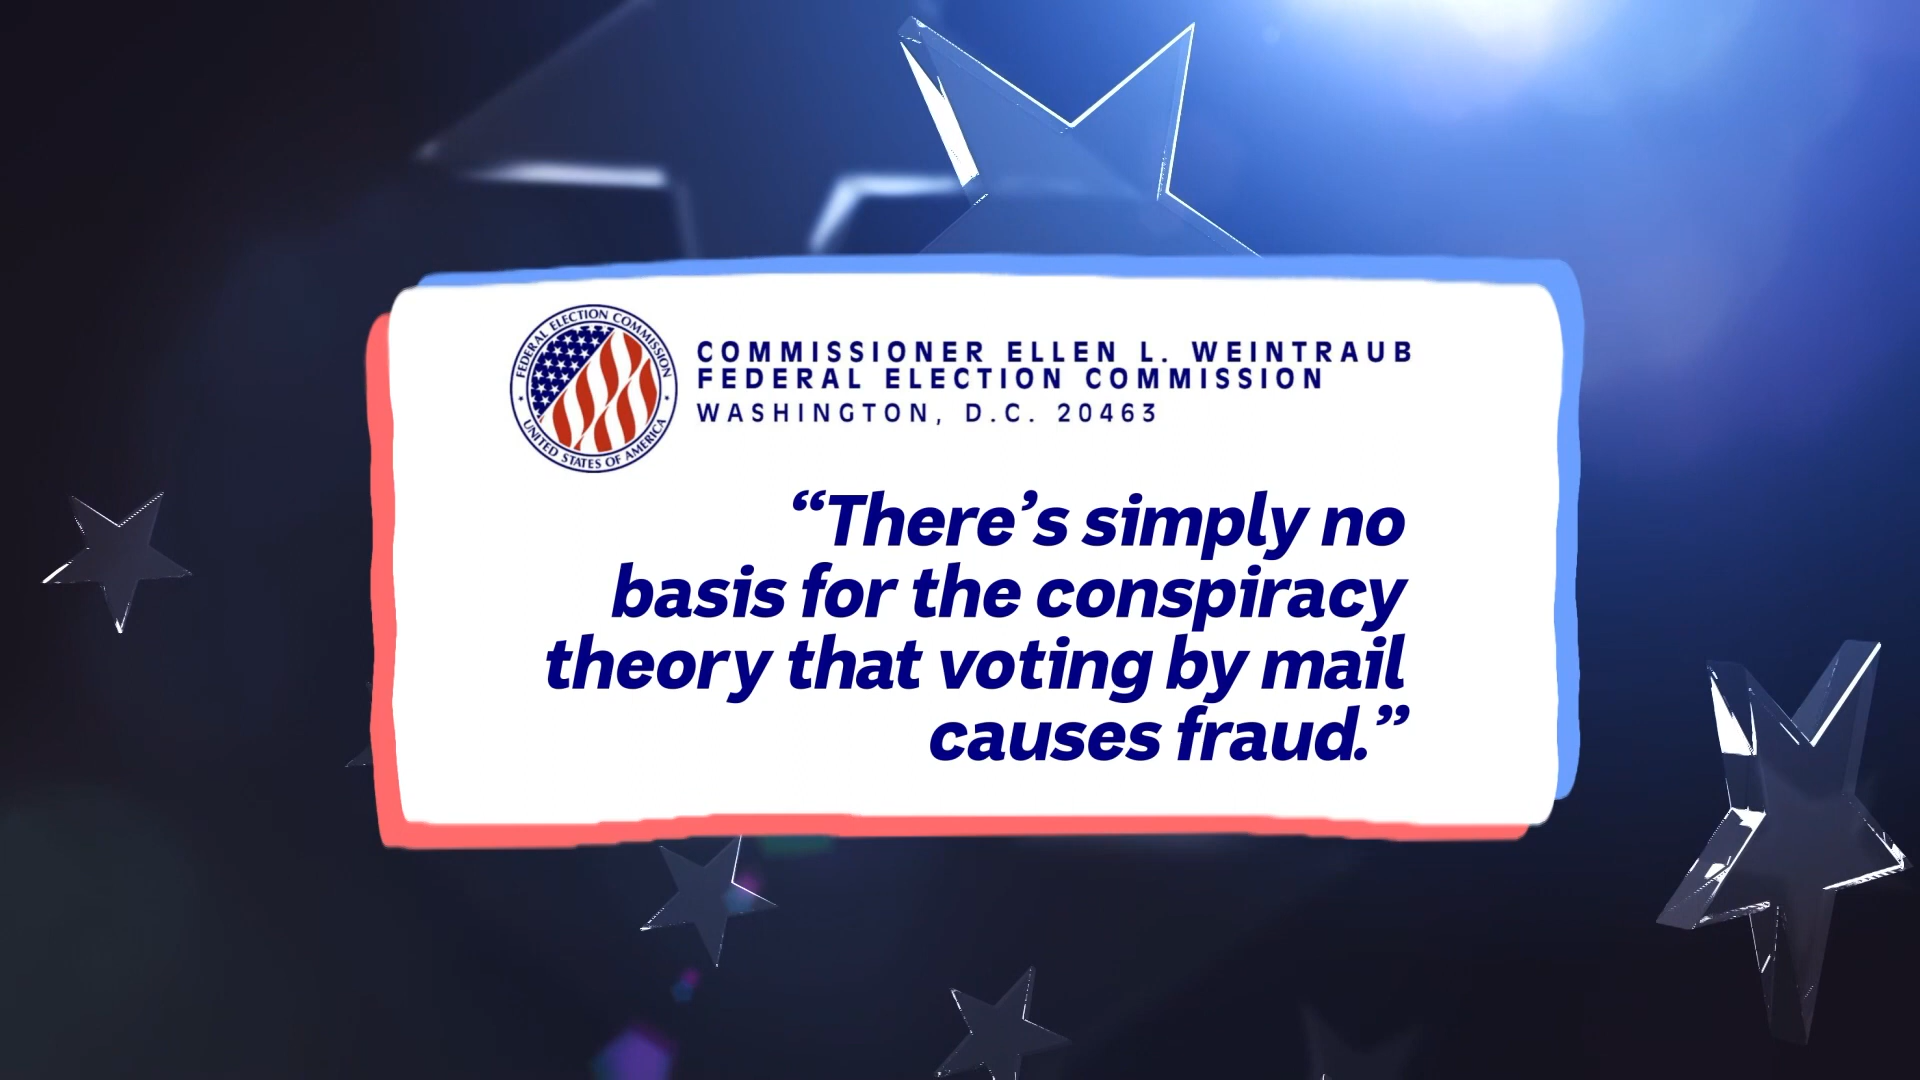 FEDERAL ELECTION COMMISSION
UNITED STATES OF AMERICA
COMMISSIONER ELLEN L. WEINTRAUB
FEDERAL ELECTION COMMISSION
WASHINGTON, D.C. 20463
“There’s simply no
basis for the conspiracy
theory that voting by mail
causes fraud.”